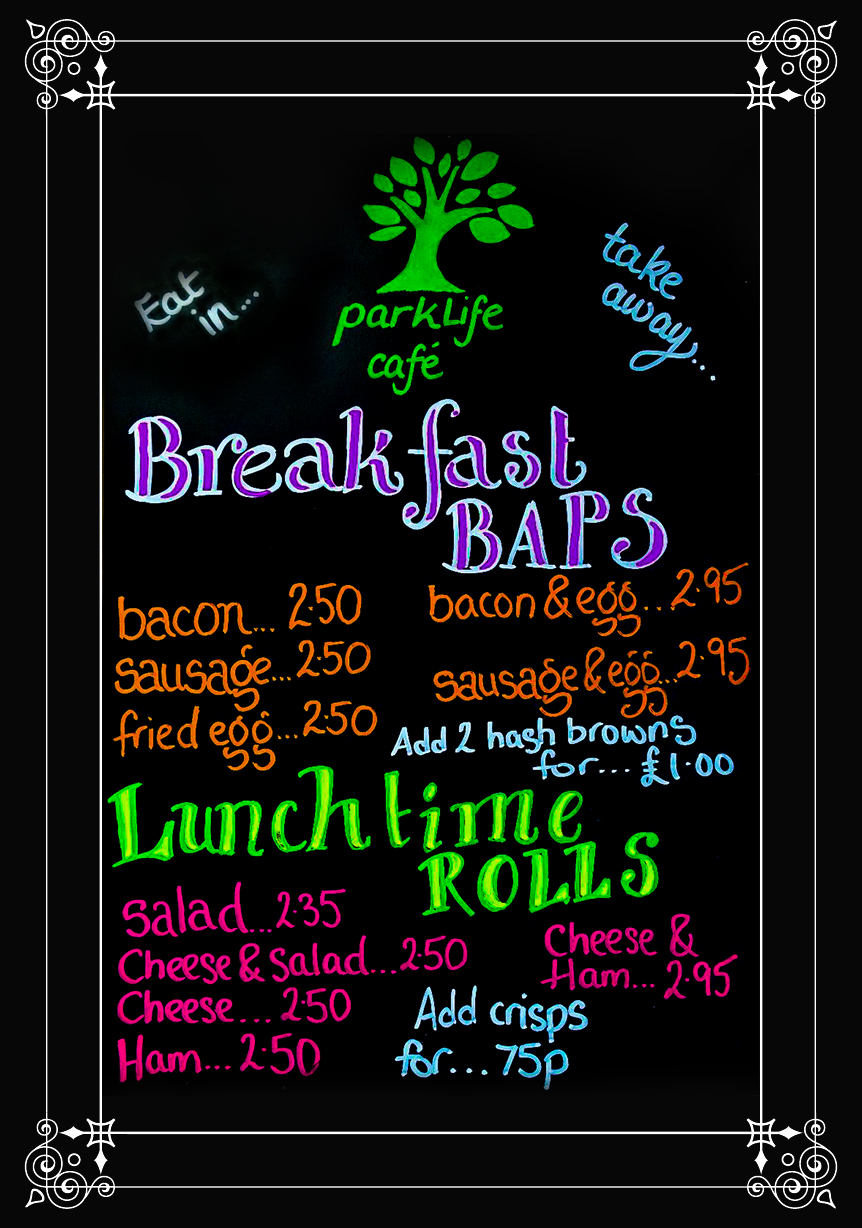 Eat
in...
take
away...
parkLife
café
Breakfast
BAPS
bacon... 2·50
bacon & egg... 2·95
sausage... 2·50
sausage & egg... 2·95
fried egg... 2·50
Add 2 hash browns
for... £1·00
Lunchtime
ROLLS
Salad... 2·35
Cheese & Salad... 2·50
Cheese &
Ham... 2·95
Cheese... 2·50
Ham... 2·50
Add crisps
for... 75p